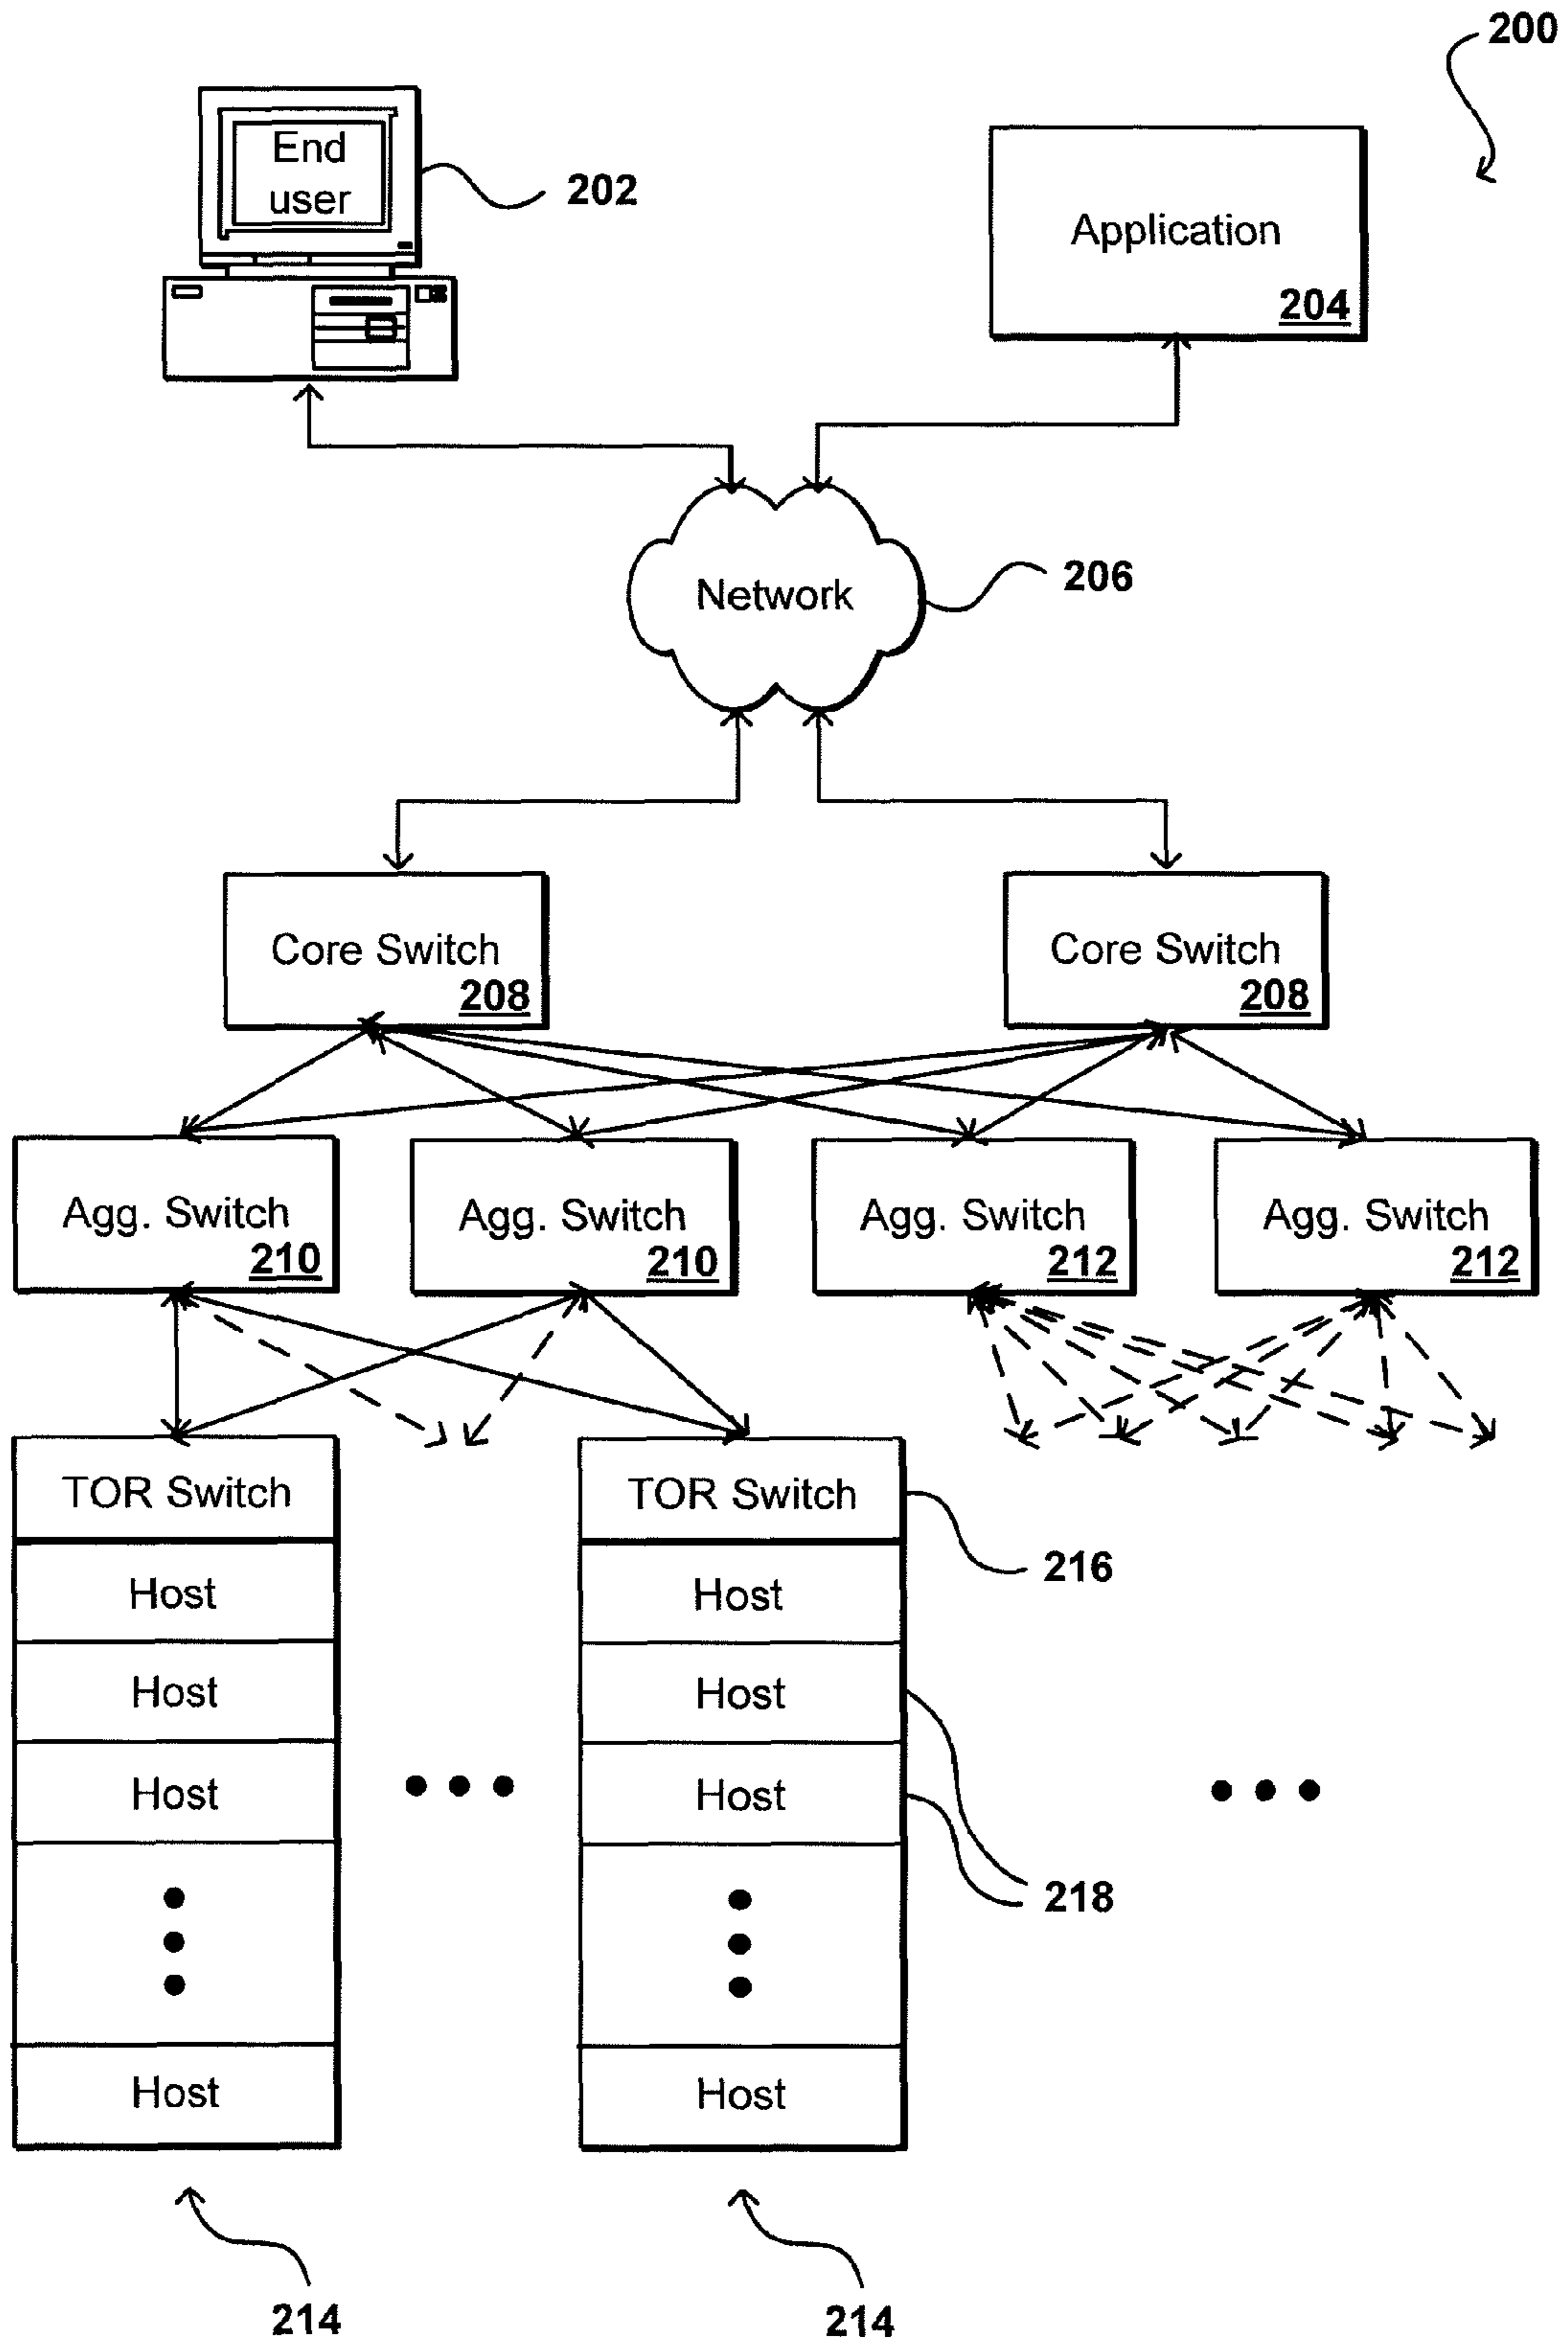 200
End
user
202
Application
204
Network
206
Core Switch
208
Core Switch
208
Agg. Switch
210
Agg. Switch
210
Agg. Switch
212
Agg. Switch
212
TOR Switch
TOR Switch
216
Host
Host
Host
Host
Host
Host
218
Host
Host
214
214